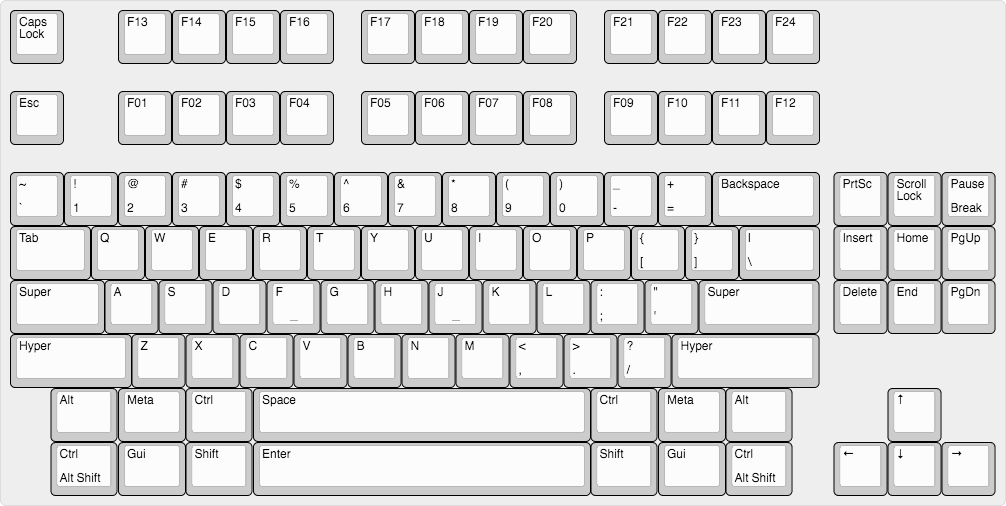 Caps Lock F13 F14 F15 F16 F17 F18 F19 F20 F21 F22 F23 F24
Esc F01 F02 F03 F04 F05 F06 F07 F08 F09 F10 F11 F12
~ ! @ # $ % ^ & * ( ) _ + Backspace PrtSc Scroll Lock Pause
` 1 2 3 4 5 6 7 8 9 0 - = Break
Tab Q W E R T Y U I O P { } | Insert Home PgUp
[ ] \
Super A S D F G H J K L : " Super Delete End PgDn
_ _ ; '
Hyper Z X C V B N M < > ? Hyper
, . /
Alt Meta Ctrl Space Ctrl Meta Alt ↑
Ctrl Gui Shift Enter Shift Gui Ctrl ← ↓ →
Alt Shift Alt Shift